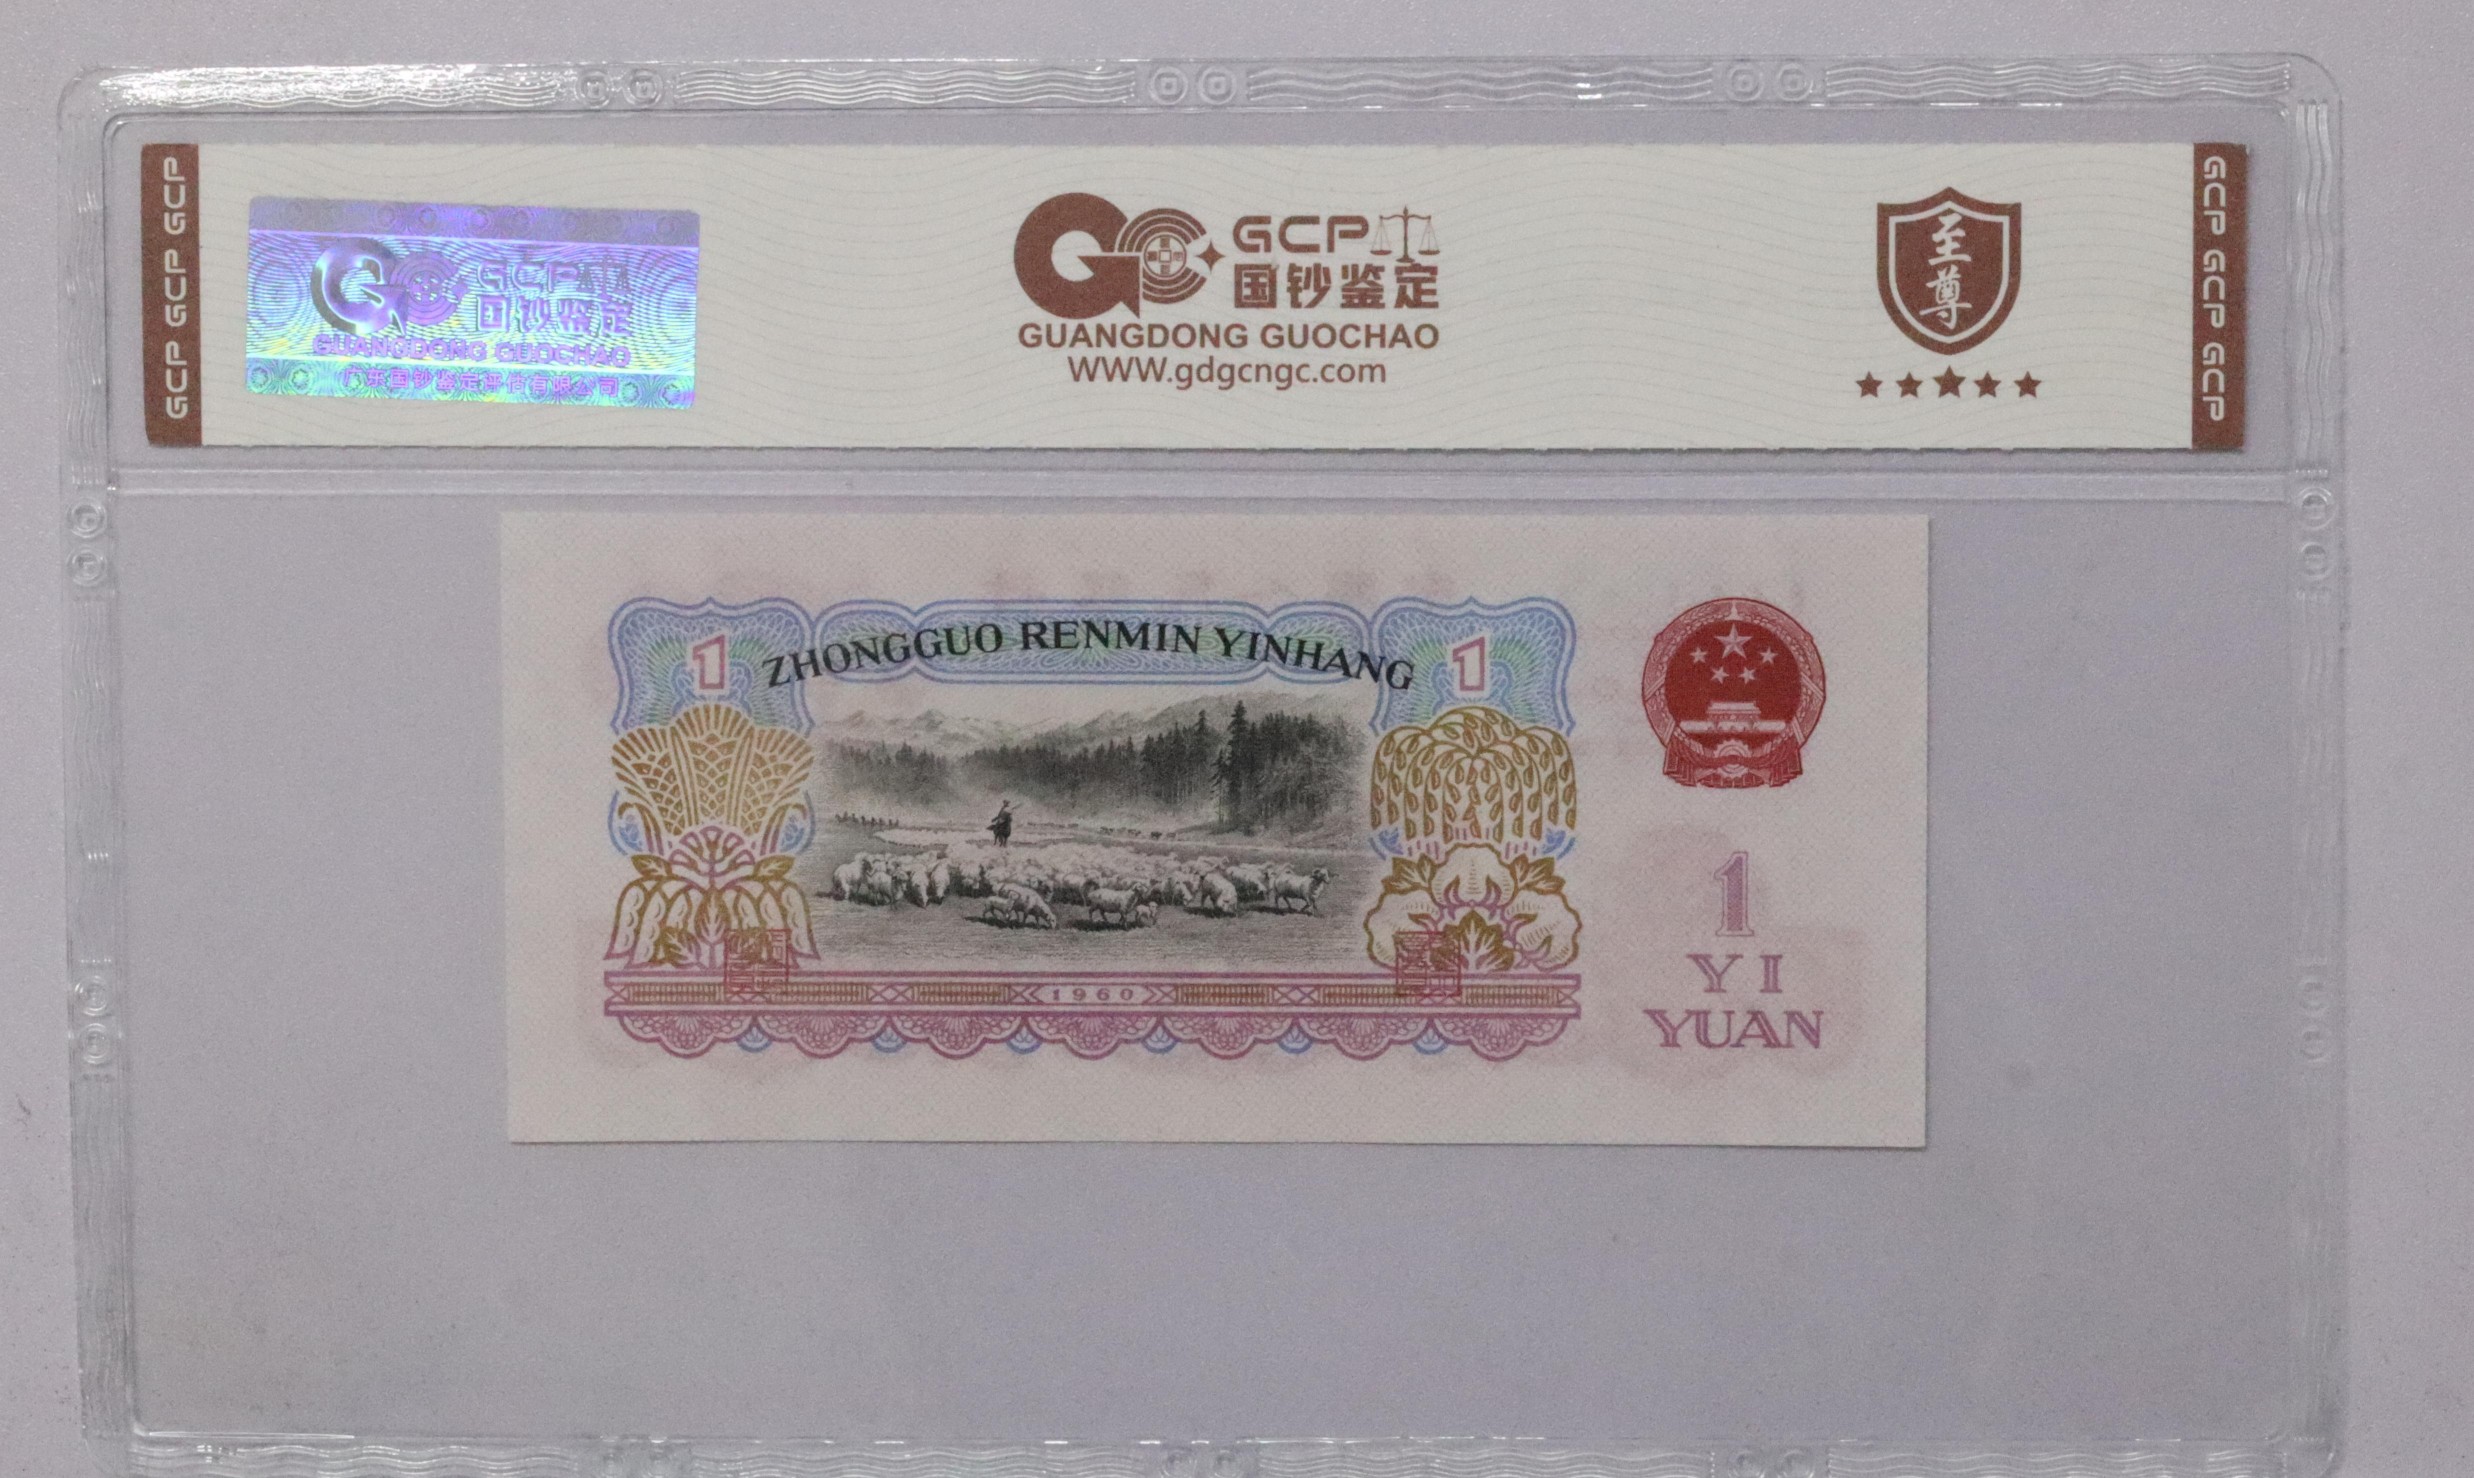 GCP GCP GCP
GCP
国钞鉴定
GUANGDONG GUOCHAO
广东国钞鉴定评估有限公司
GCP
国钞鉴定
GUANGDONG GUOCHAO
WWW.gdgcngc.com
至尊
GCP GCP GCP
ZHONGGUO RENMIN YINHANG
1
1
1960
1
YI
YUAN